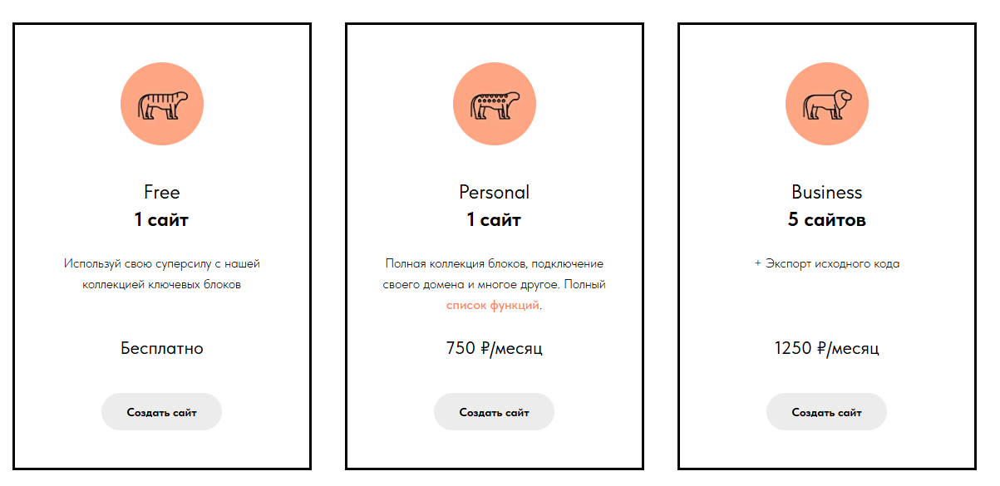 Free
1 сайт
Используй свою суперсилу с нашей
коллекцией ключевых блоков
Бесплатно
Создать сайт
Personal
1 сайт
Полная коллекция блоков, подключение
своего домена и многое другое. Полный
список функций.
750 ₽/месяц
Создать сайт
Business
5 сайтов
+ Экспорт исходного кода
1250 ₽/месяц
Создать сайт